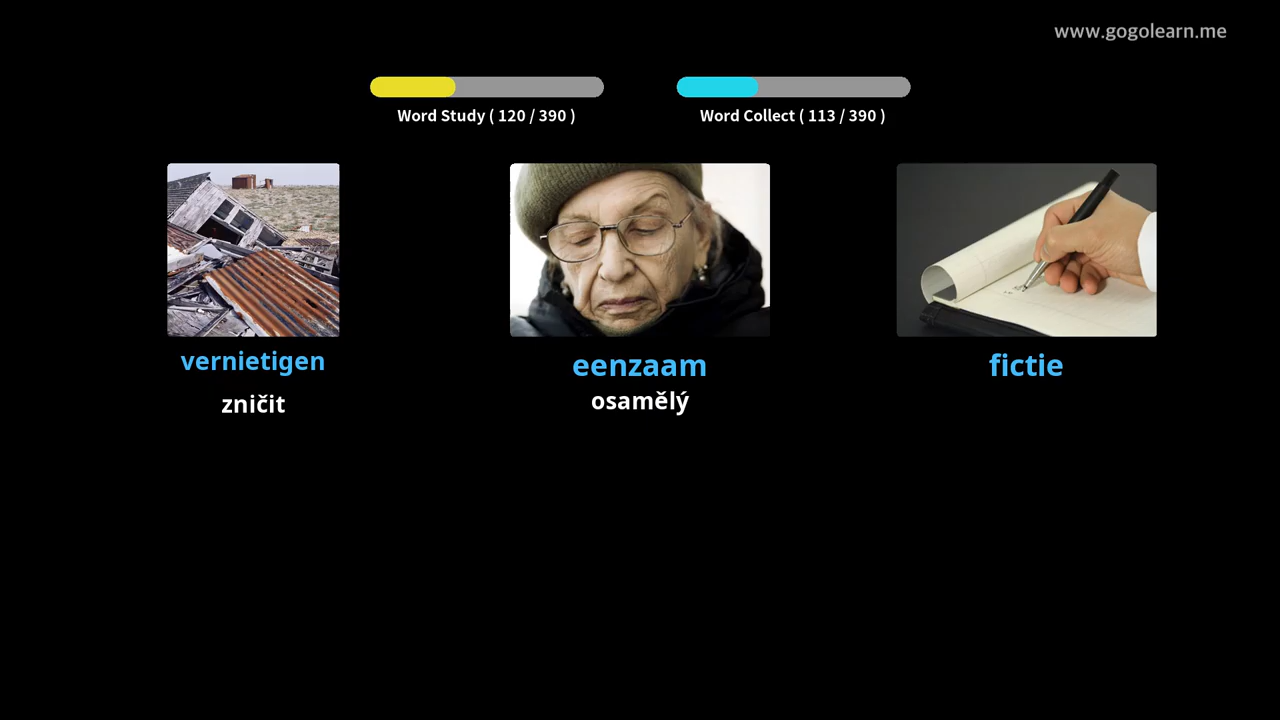 www.gogolearn.me
Word Study ( 120 / 390 )
Word Collect ( 113 / 390 )
vernietigen
zničit
eenzaam
osamělý
fictie